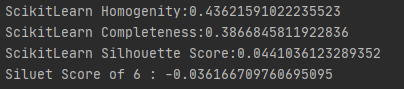 ScikitLearn Homogenity:0.43621591022235523
ScikitLearn Completeness:0.3866845811922836
ScikitLearn Silhouette Score:0.0441036123289352
Siluet Score of 6 : -0.036166709760695095